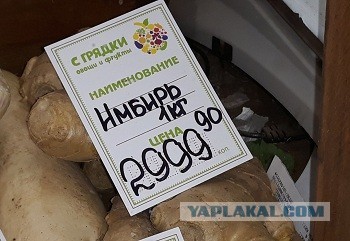 С ГРЯДКИ
овощи и фрукты
НАИМЕНОВАНИЕ
Имбирь
1кг
ЦЕНА
2999 90
коп.
YAPLAKAL.COM